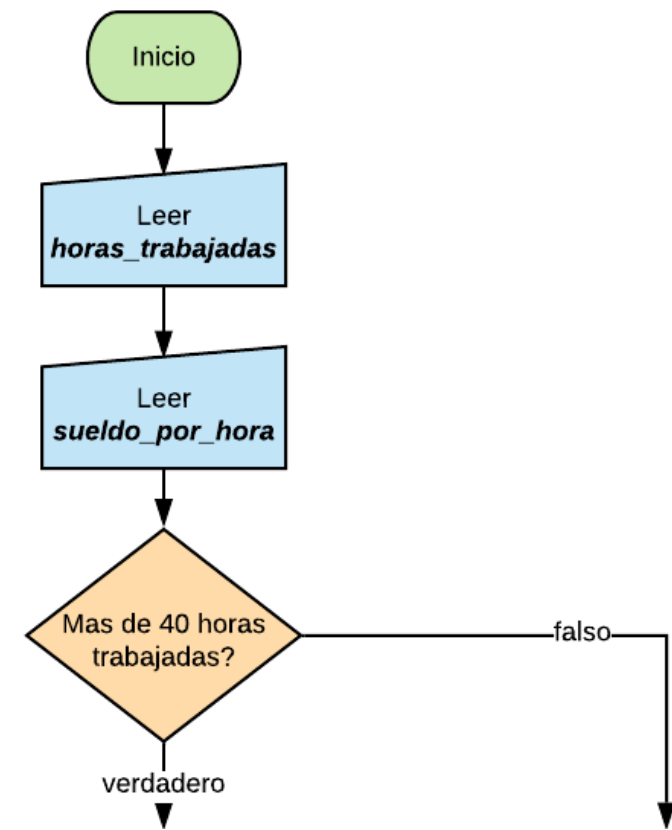 Inicio
Leer
horas_trabajadas
Leer
sueldo_por_hora
Mas de 40 horas
trabajadas?
falso
verdadero